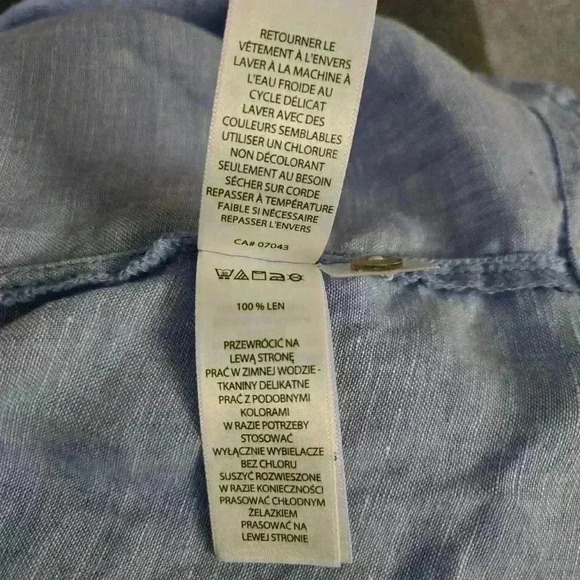 RETOURNER LE
VÊTEMENT À L'ENVERS
LAVER À LA MACHINE À
L'EAU FROIDE AU
CYCLE DÉLICAT
LAVER AVEC DES
COULEURS SEMBLABLES
UTILISER UN CHLORURE
NON DÉCOLORANT
SEULEMENT AU BESOIN
SÉCHER SUR CORDE
REPASSER À TEMPÉRATURE
FAIBLE SI NÉCESSAIRE
REPASSER L'ENVERS
CA# 07043
100 % LEN
PRZEWRÓCIĆ NA
LEWĄ STRONĘ
PRAĆ W ZIMNEJ WODZIE -
TKANINY DELIKATNE
PRAĆ Z PODOBNYMI
KOLORAMI
W RAZIE POTRZEBY
STOSOWAĆ
WYŁĄCZNIE WYBIELACZE
BEZ CHLORU
SUSZYĆ ROZWIESZONE
W RAZIE KONIECZNOŚCI
PRASOWAĆ CHŁODNYM
ŻELAZKIEM
PRASOWAĆ NA
LEWEJ STRONIE